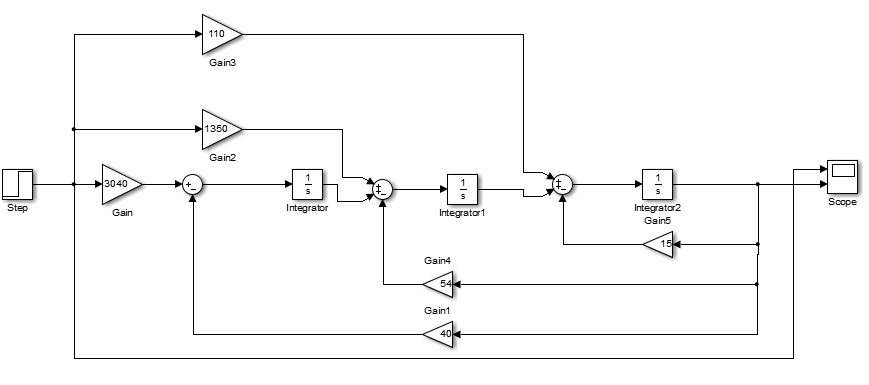 110
Gain3
1350
Gain2
Step
3040
Gain
+-
1
s
Integrator
+
+-
1
s
Integrator1
+
+-
1
s
Integrator2
Scope
Gain5
15
Gain4
54
Gain1
40